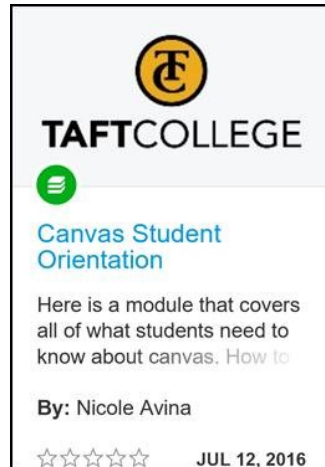 TC
TAFTCOLLEGE
Canvas Student
Orientation
Here is a module that covers
all of what students need to
know about canvas. How to
By: Nicole Avina
JUL 12, 2016